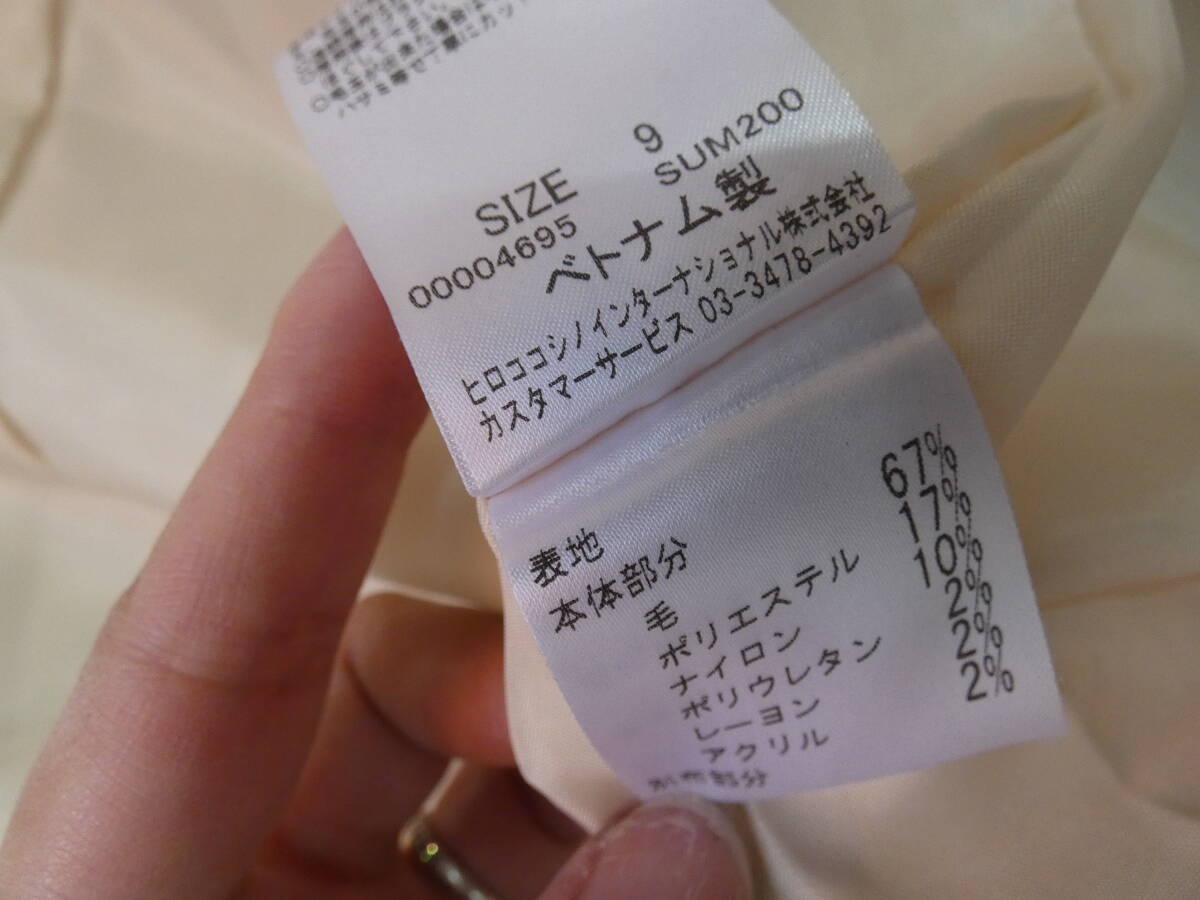 SIZE 9
00004695 SUM200
ベトナム製
ヒロココシノインターナショナル株式会社
カスタマーサービス 03-3478-4392
表地
本体部分
毛 67%
ポリエステル 17%
ナイロン 10%
ポリウレタン 2%
レーヨン 2%
アクリル 2%
別布部分